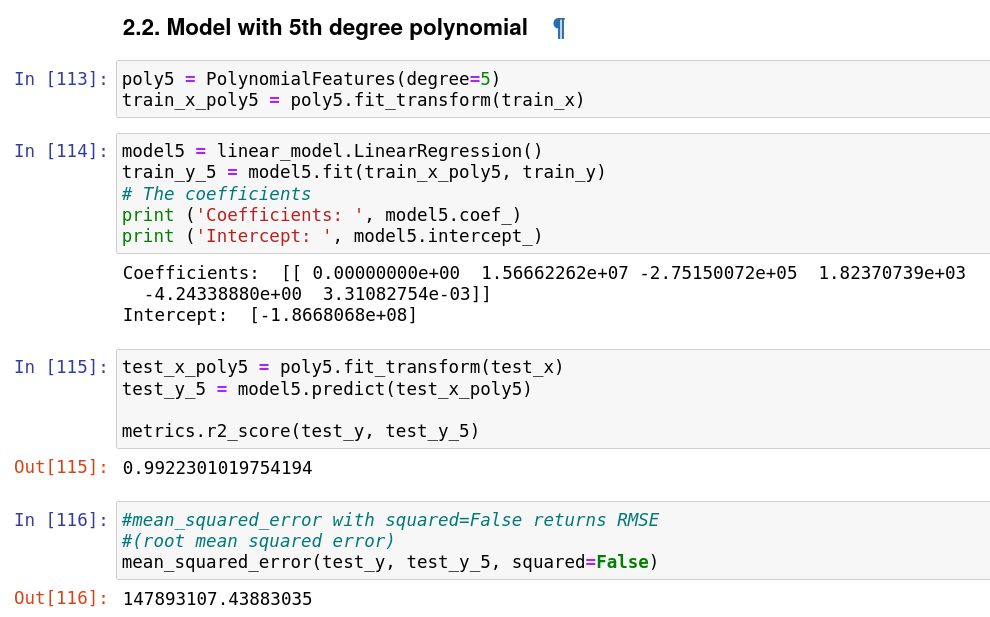 2.2. Model with 5th degree polynomial ¶
In [113]: poly5 = PolynomialFeatures(degree=5)
train_x_poly5 = poly5.fit_transform(train_x)
In [114]: model5 = linear_model.LinearRegression()
train_y_5 = model5.fit(train_x_poly5, train_y)
# The coefficients
print ('Coefficients: ', model5.coef_)
print ('Intercept: ', model5.intercept_)
Coefficients:  [[ 0.00000000e+00  1.56662262e+07 -2.75150072e+05  1.82370739e+03
  -4.24338880e+00  3.31082754e-03]]
Intercept:  [-1.8668068e+08]
In [115]: test_x_poly5 = poly5.fit_transform(test_x)
test_y_5 = model5.predict(test_x_poly5)
metrics.r2_score(test_y, test_y_5)
Out[115]: 0.9922301019754194
In [116]: #mean_squared_error with squared=False returns RMSE
#(root mean squared error)
mean_squared_error(test_y, test_y_5, squared=False)
Out[116]: 147893107.43883035